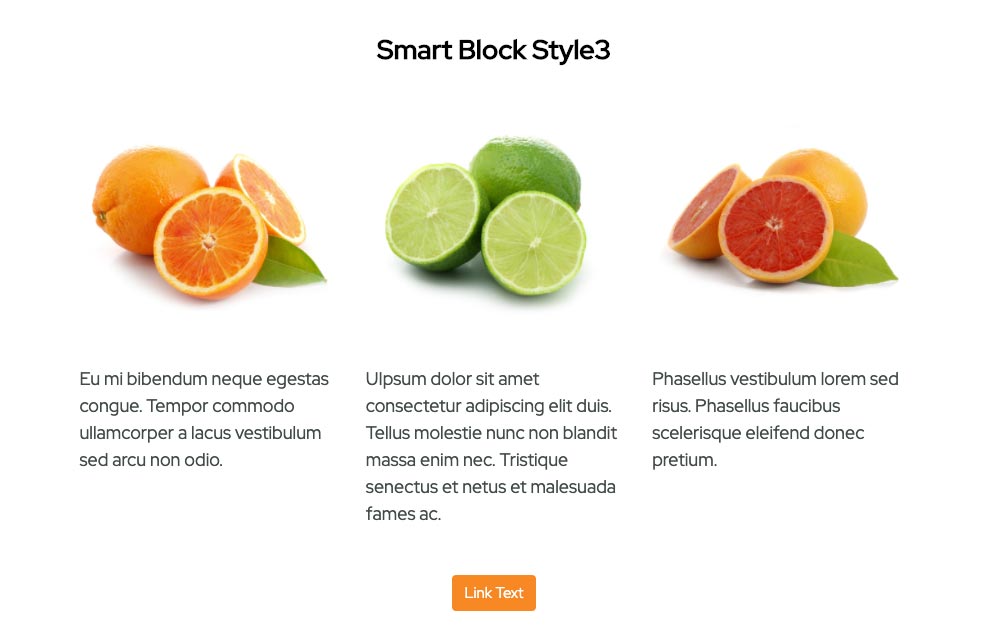 Smart Block Style3
Eu mi bibendum neque egestas
congue. Tempor commodo
ullamcorper a lacus vestibulum
sed arcu non odio.
UIpsum dolor sit amet
consectetur adipiscing elit duis.
Tellus molestie nunc non blandit
massa enim nec. Tristique
senectus et netus et malesuada
fames ac.
Phasellus vestibulum lorem sed
risus. Phasellus faucibus
scelerisque eleifend donec
pretium.
Link Text